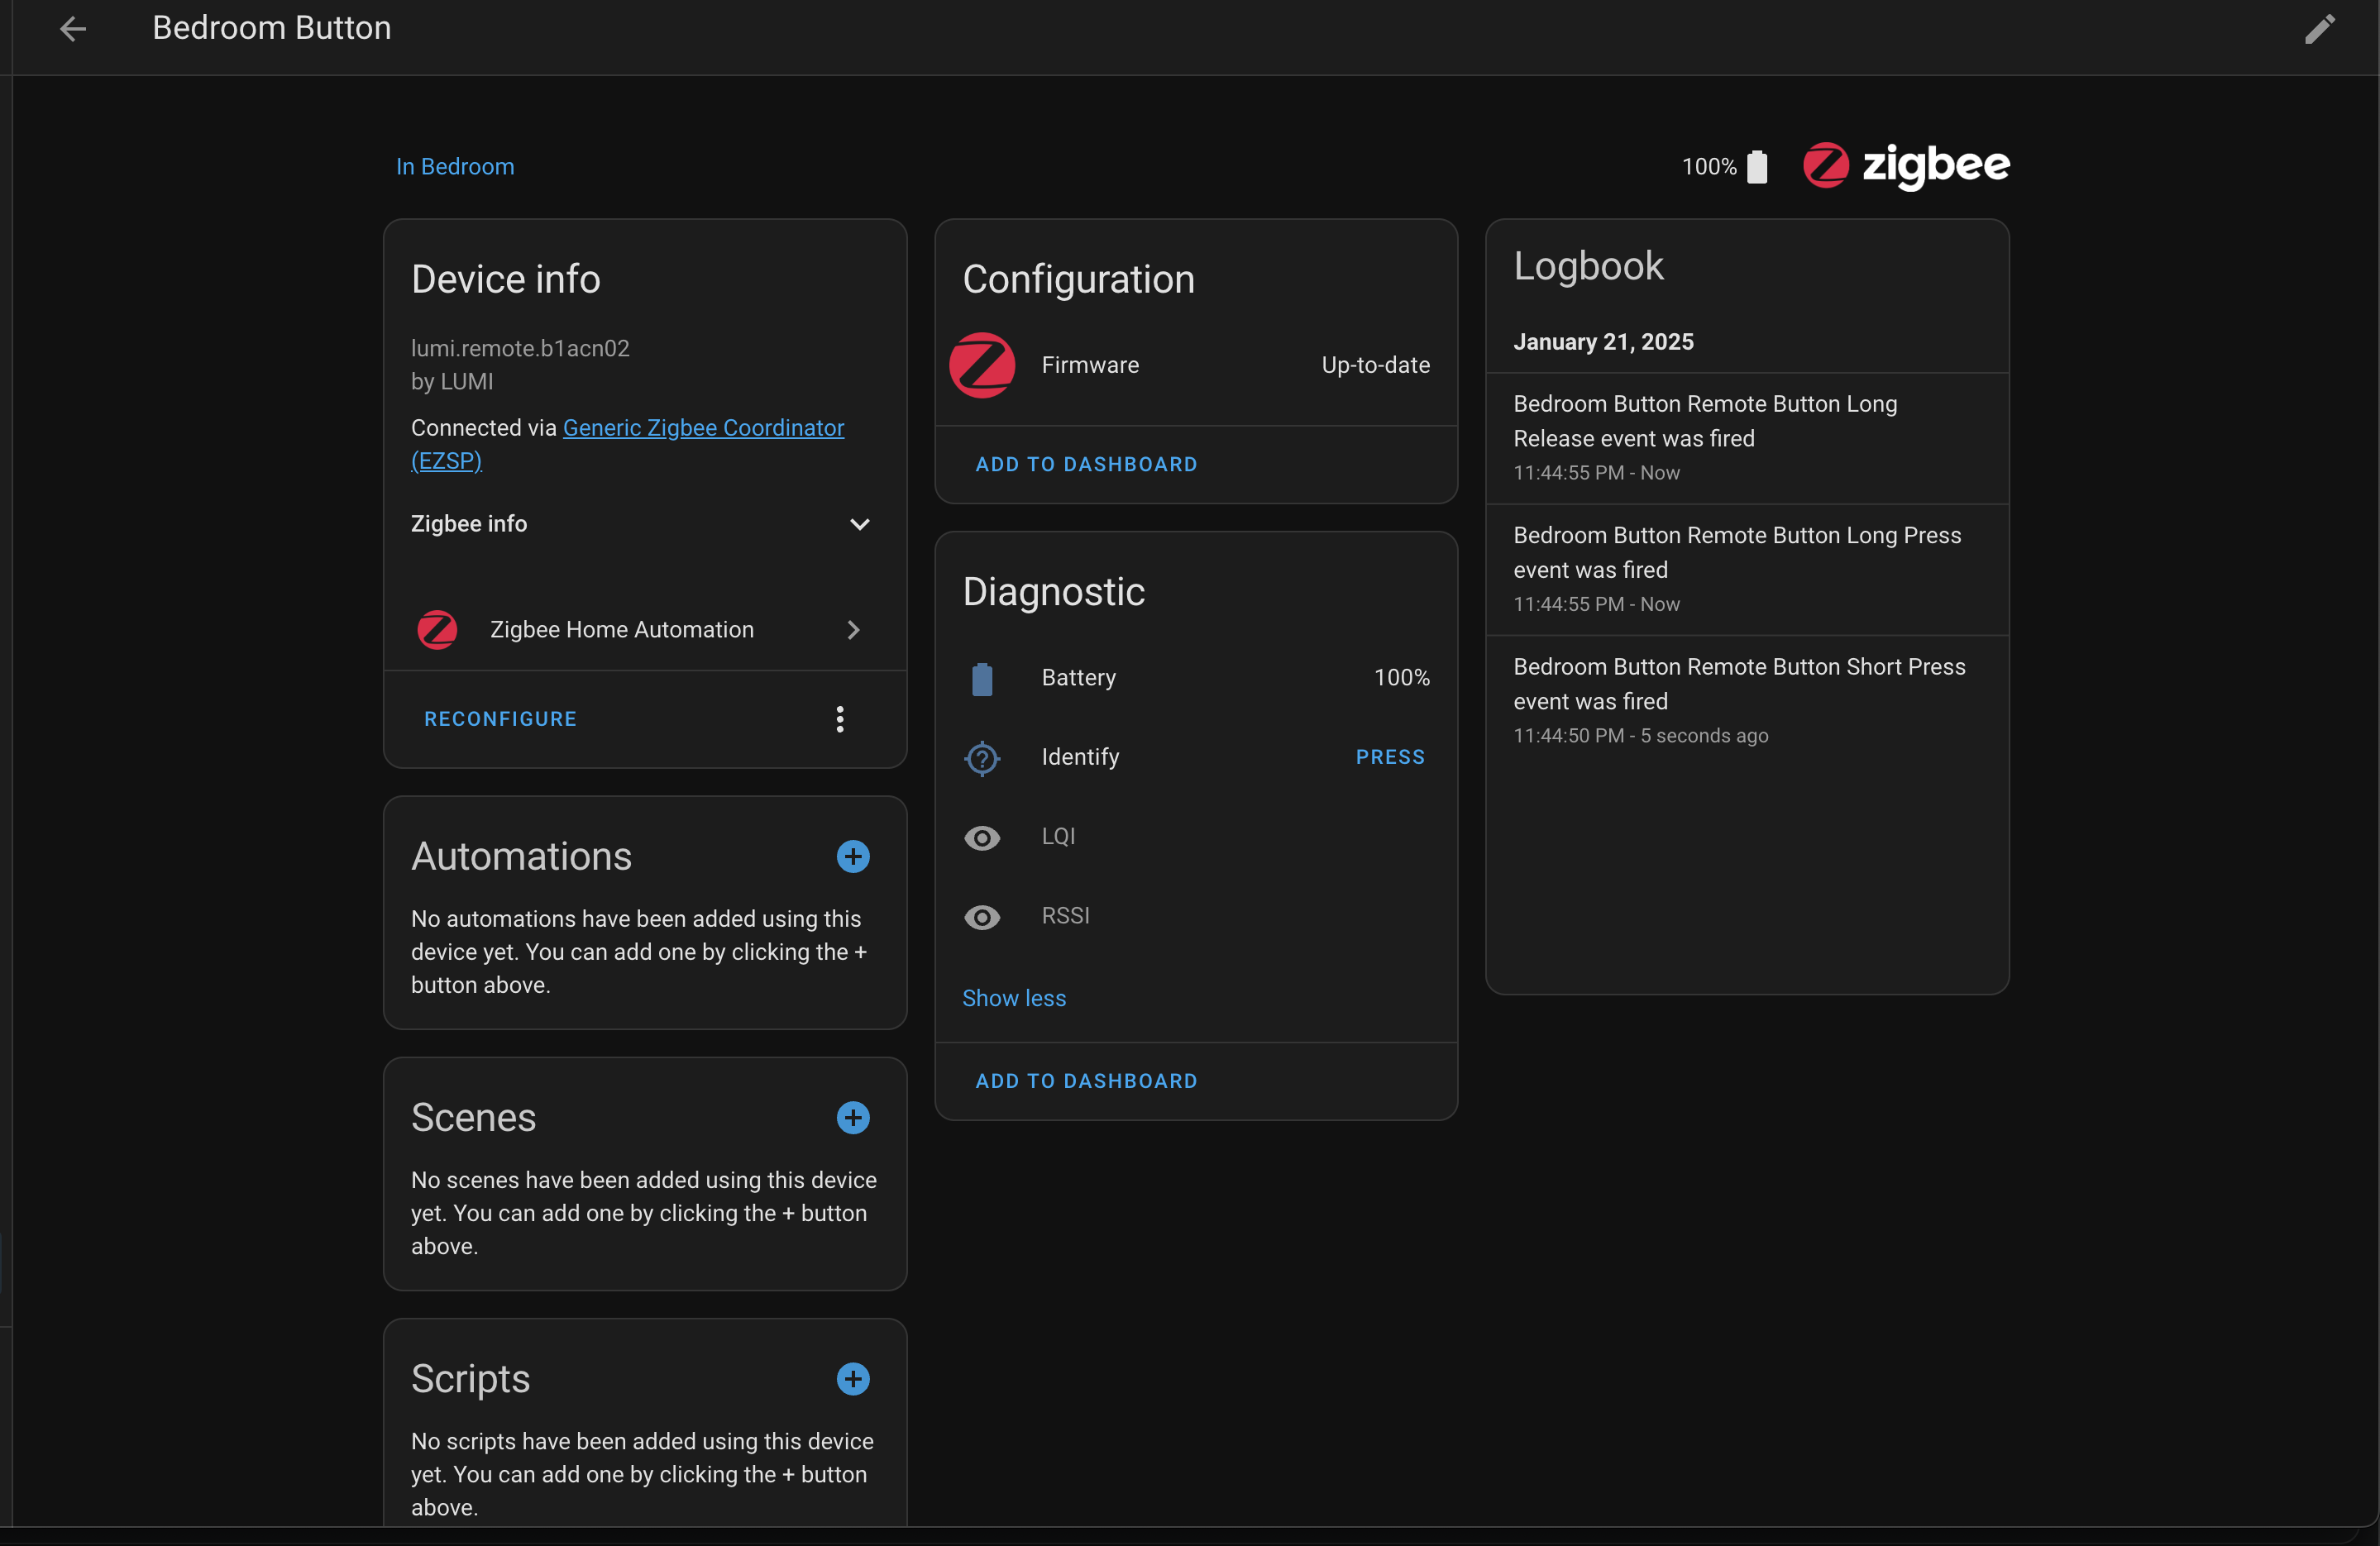 Bedroom Button
In Bedroom
100%
zigbee
Device info
lumi.remote.b1acn02
by LUMI
Connected via Generic Zigbee Coordinator
(EZSP)
Zigbee info
Zigbee Home Automation
RECONFIGURE
Automations
No automations have been added using this
device yet. You can add one by clicking the +
button above.
Scenes
No scenes have been added using this device
yet. You can add one by clicking the + button
above.
Scripts
No scripts have been added using this device
yet. You can add one by clicking the + button
above.
Configuration
Firmware Up-to-date
ADD TO DASHBOARD
Diagnostic
Battery 100%
Identify PRESS
LQI
RSSI
Show less
ADD TO DASHBOARD
Logbook
January 21, 2025
Bedroom Button Remote Button Long
Release event was fired
11:44:55 PM - Now
Bedroom Button Remote Button Long Press
event was fired
11:44:55 PM - Now
Bedroom Button Remote Button Short Press
event was fired
11:44:50 PM - 5 seconds ago